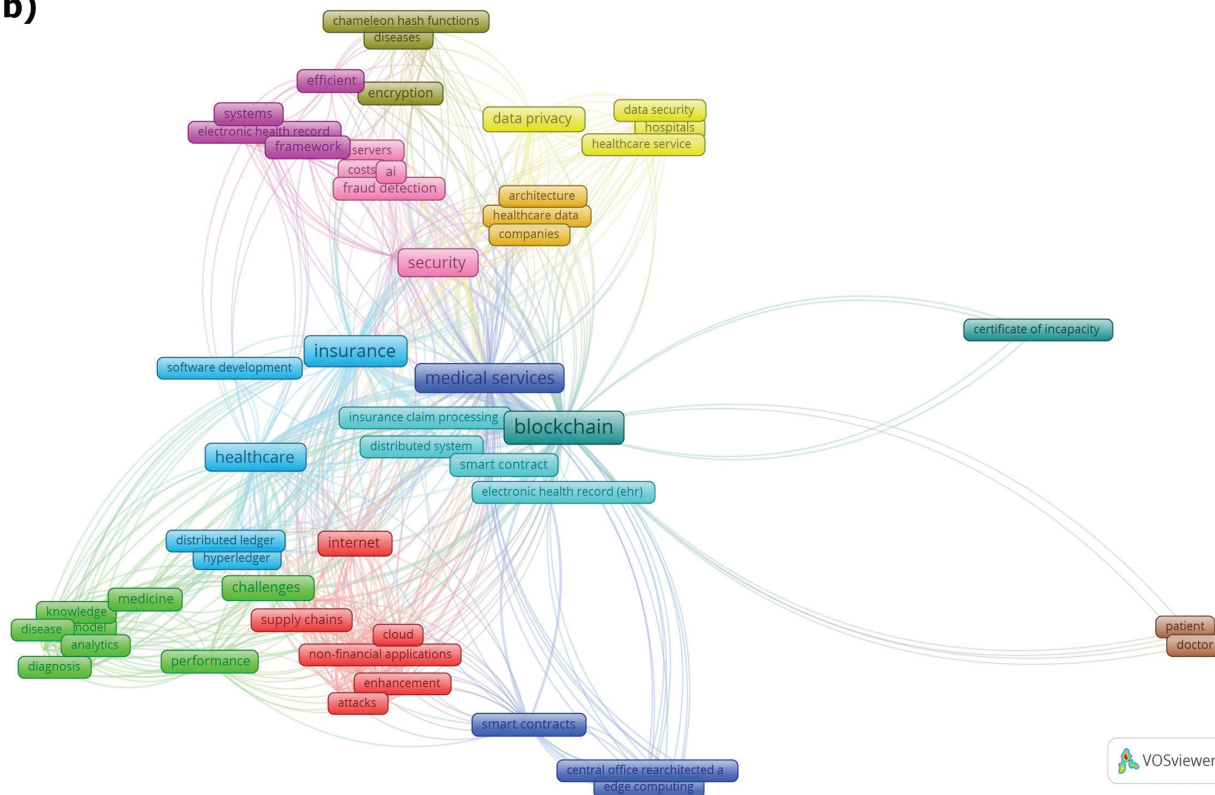 b)
chameleon hash functions
diseases
efficient
encryption
systems
electronic health record
framework
servers
costs
ai
fraud detection
data privacy
data security
hospitals
healthcare service
architecture
healthcare data
companies
security
certificate of incapacity
insurance
software development
medical services
insurance claim processing
blockchain
distributed system
healthcare
smart contract
electronic health record (ehr)
distributed ledger
hyperledger
internet
challenges
medicine
knowledge
disease
model
analytics
diagnosis
supply chains
cloud
non-financial applications
performance
enhancement
attacks
patient
doctor
smart contracts
central office rearchitected a
edge computing
VOSviewer